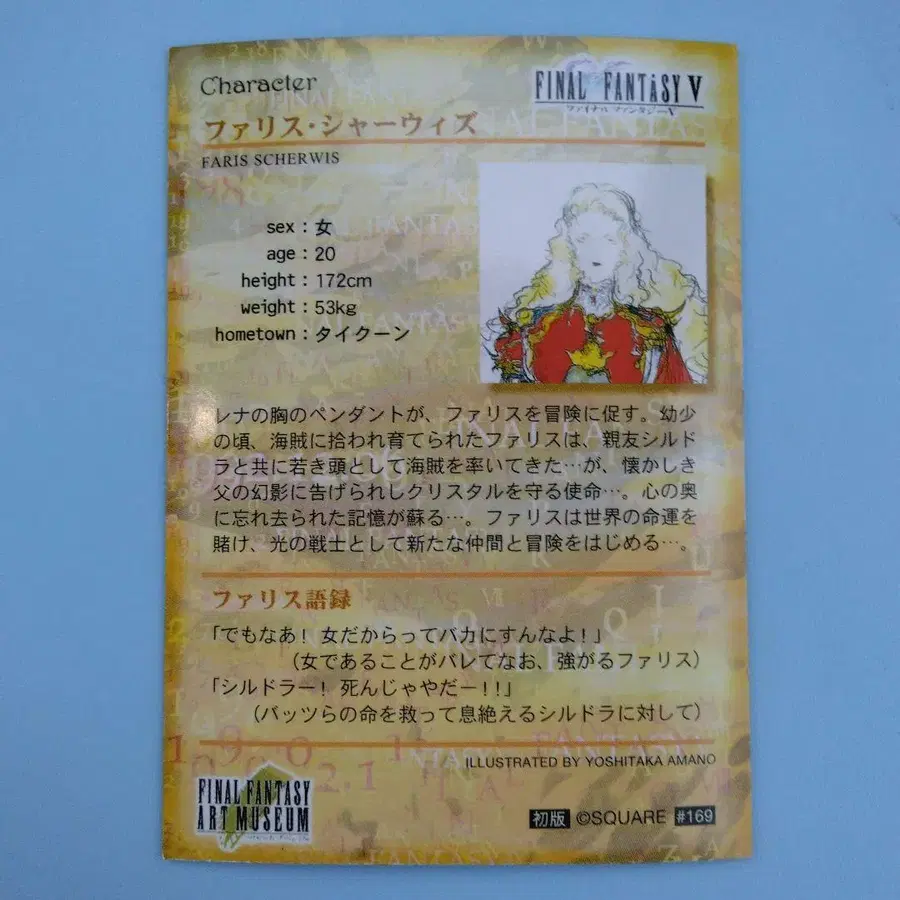 Character
FINAL FANTASY V
ファイナルファンタジーV
ファリス・シャーウィズ
FARIS SCHERWIS
sex：女
age：20
height：172cm
weight：53kg
hometown：タイクーン
レナの胸のペンダントが、ファリスを冒険に促す。幼少
の頃、海賊に拾われ育てられたファリスは、親友シルド
ラと共に若き頭として海賊を率いてきた…が、懐かしき
父の幻影に告げられしクリスタルを守る使命…。心の奥
に忘れ去られた記憶が蘇る…。ファリスは世界の命運を
賭け、光の戦士として新たな仲間と冒険をはじめる…。
ファリス語録
「でもなあ！女だからってバカにすんなよ！」
（女であることがバレてなお、強がるファリス）
「シルドラー！死んじゃやだー！！」
（バッツらの命を救って息絶えるシルドラに対して）
ILLUSTRATED BY YOSHITAKA AMANO
FINAL FANTASY
ART MUSEUM
初版 ©SQUARE #169